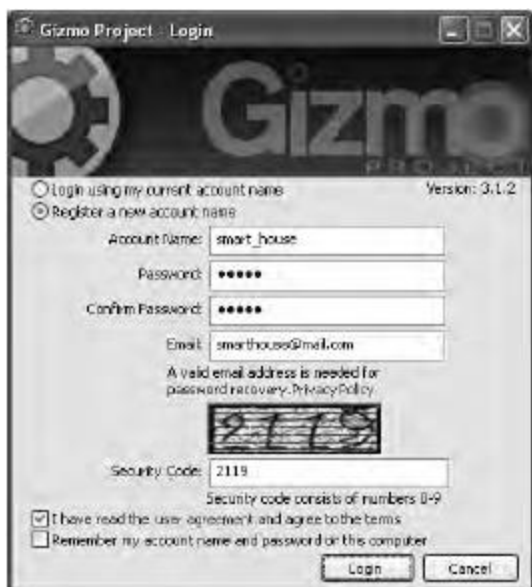 Gizmo Project - Login
Gizmo
PROJECT
Login using my current account name
Version: 3.1.2
Register a new account name
Account Name: smart_house
Password: •••••
Confirm Password: •••••
Email: smarthouse@mail.com
A valid email address is needed for
password recovery. Privacy Policy
2119
Security Code: 2119
Security code consists of numbers 0-9
I have read the user agreement and agree to the terms
Remember my account name and password on this computer
Login
Cancel